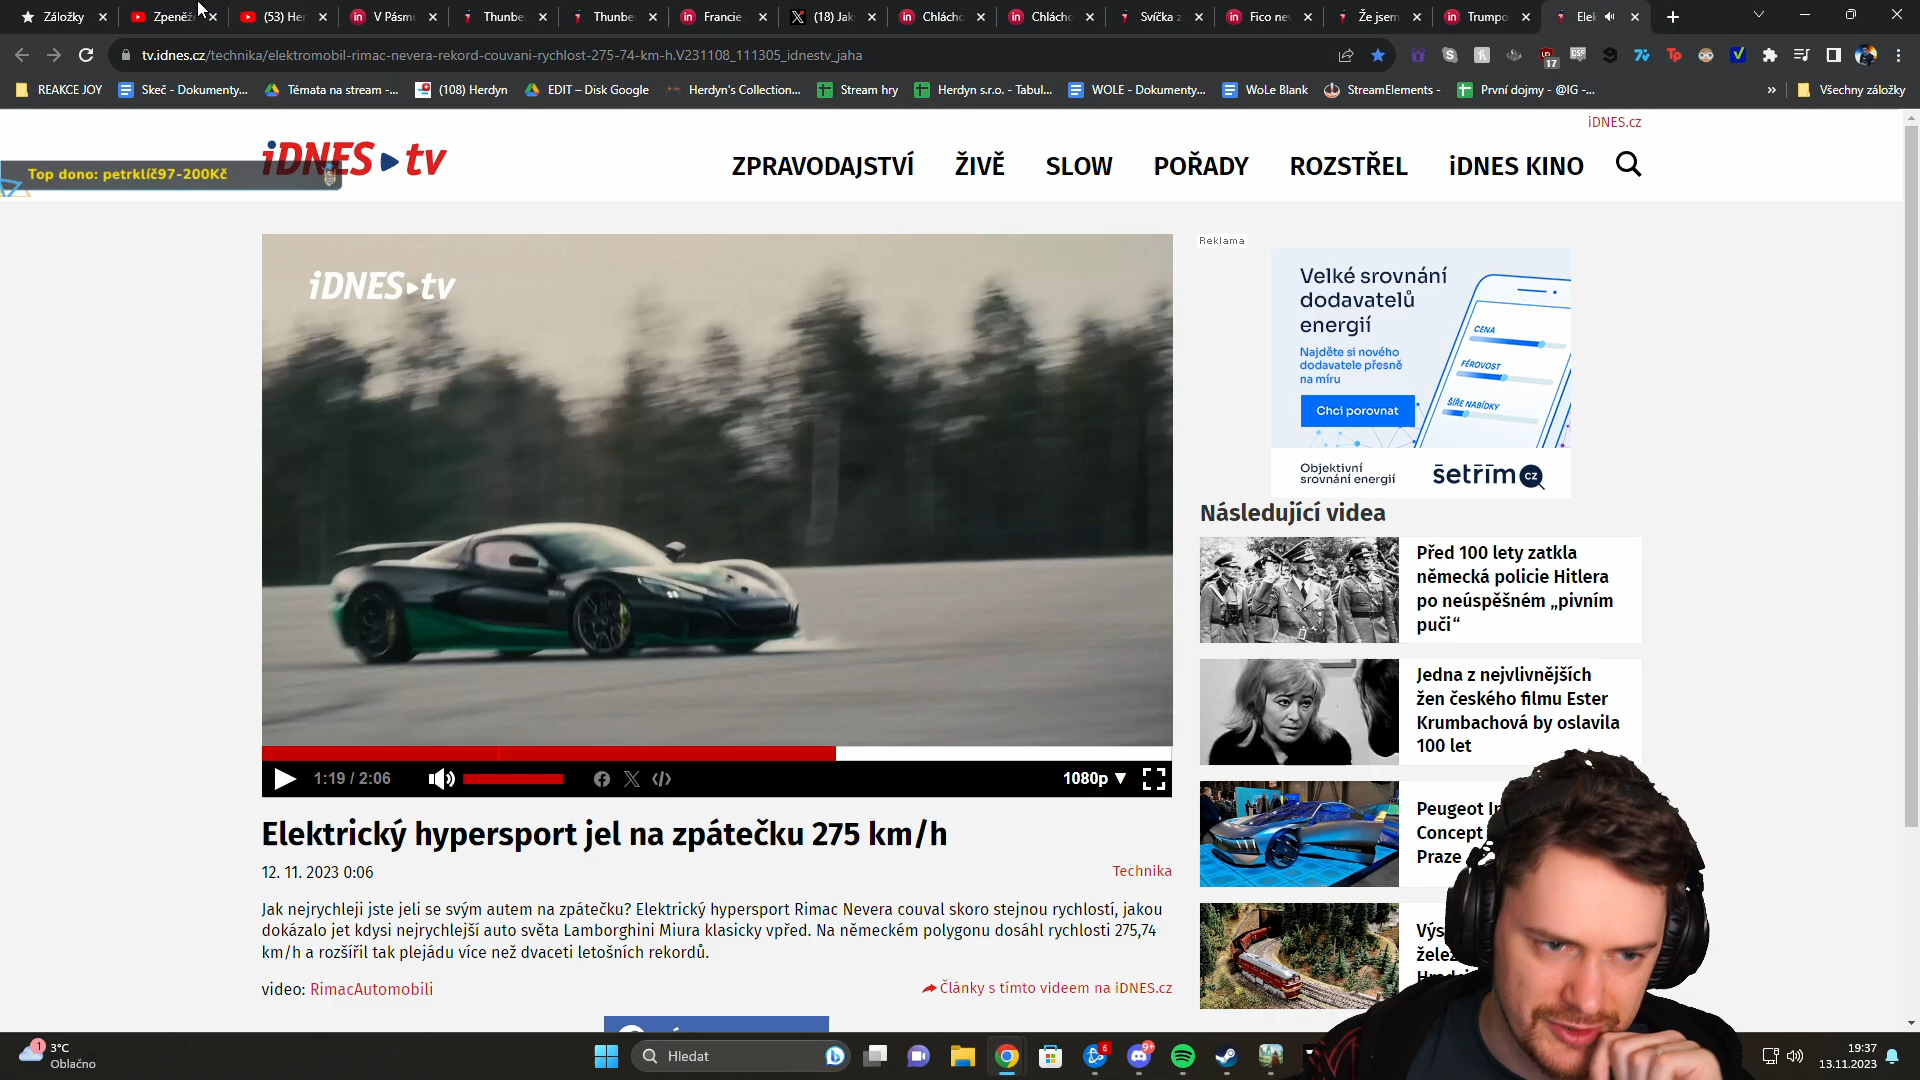 Záložky
Zpeněž
(53) Her
V Pásm
Thunbe
Thunbe
Francie
(18) Jak
Chlácho
Chlácho
Svíčka z
Fico nev
Že jsem
Trumpo
Elek
tv.idnes.cz/technika/elektromobil-rimac-nevera-rekord-couvani-rychlost-275-74-km-h.V231108_111305_idnestv_jaha
17
REAKCE JOY
Skeč - Dokumenty...
Témata na stream -...
(108) Herdyn
EDIT – Disk Google
Herdyn's Collection...
Stream hry
Herdyn s.r.o. - Tabul...
WOLE - Dokumenty...
WoLe Blank
StreamElements -
První dojmy - @IG -...
»
Všechny záložky
iDNES.cz
iDNES tv
ZPRAVODAJSTVÍ
ŽIVĚ
SLOW
POŘADY
ROZSTŘEL
iDNES KINO
Top dono: petrklíč97-200Kč
iDNES tv
Reklama
Velké srovnání
dodavatelů
energií
Najděte si nového
dodavatele přesně
na míru
Chci porovnat
CENA
FÉROVOST
ŠÍŘE NABÍDKY
Objektivní
srovnání energií
šetřím cz
1:19 / 2:06
1080p ▼
Elektrický hypersport jel na zpátečku 275 km/h
12. 11. 2023 0:06
Technika
Jak nejrychleji jste jeli se svým autem na zpátečku? Elektrický hypersport Rimac Nevera couval skoro stejnou rychlostí, jakou
dokázalo jet kdysi nejrychlejší auto světa Lamborghini Miura klasicky vpřed. Na německém polygonu dosáhl rychlosti 275,74
km/h a rozšířil tak plejádu více než dvaceti letošních rekordů.
video: RimacAutomobili
Články s tímto videem na iDNES.cz
Následující videa
Před 100 lety zatkla
německá policie Hitlera
po neúspěšném „pivním
puči“
Jedna z nejvlivnějších
žen českého filmu Ester
Krumbachová by oslavila
100 let
Peugeot In
Concept
Praze
Výs
želez
1
3°C
Oblačno
Hledat
6
9+
19:37
13.11.2023